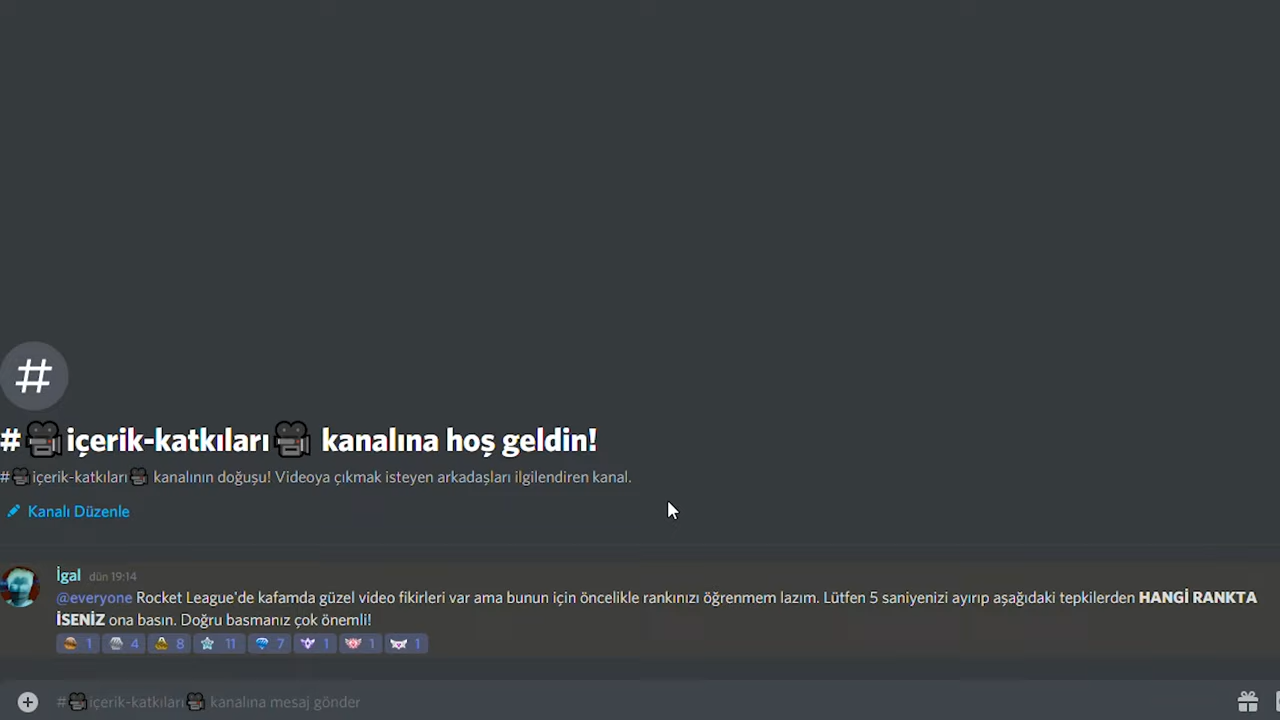 #
#🎥içerik-katkıları🎥 kanalına hoş geldin!
#🎥içerik-katkıları🎥 kanalının doğuşu! Videoya çıkmak isteyen arkadaşları ilgilendiren kanal.
Kanalı Düzenle
İgal dün 19:14
@everyone Rocket League'de kafamda güzel video fikirleri var ama bunun için öncelikle rankınızı öğrenmem lazım. Lütfen 5 saniyenizi ayırıp aşağıdaki tepkilerden HANGİ RANKTA
İSENİZ ona basın. Doğru basmanız çok önemli!
1 4 8 11 7 1 1 1
#🎥içerik-katkıları🎥 kanalına mesaj gönder